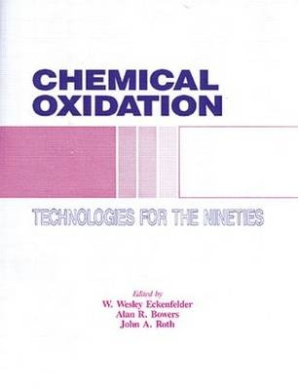 CHEMICAL
OXIDATION
TECHNOLOGIES FOR THE NINETIES
Edited by
W. Wesley Eckenfelder
Alan R. Bowers
John A. Roth